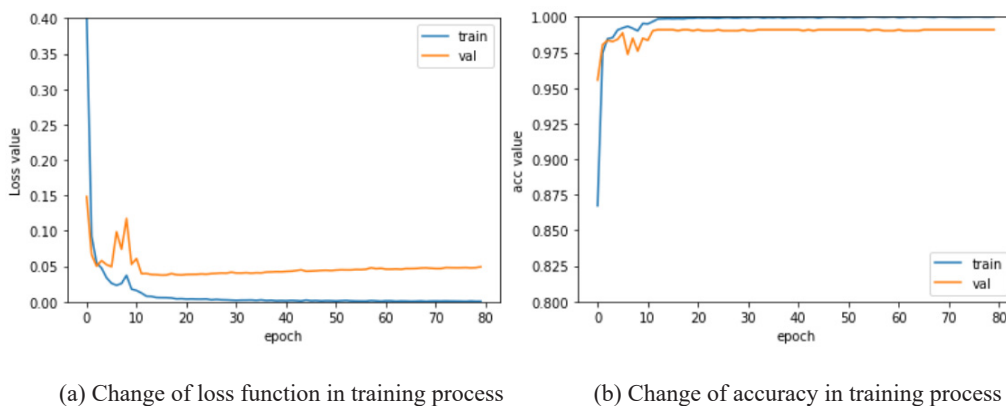 0.40
0.35
0.30
0.25
0.20
0.15
0.10
0.05
0.00
Loss value
train
val
0 10 20 30 40 50 60 70 80
epoch
1.000
0.975
0.950
0.925
0.900
0.875
0.850
0.825
0.800
acc value
train
val
0 10 20 30 40 50 60 70 80
epoch
(a) Change of loss function in training process
(b) Change of accuracy in training process